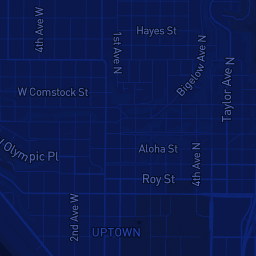 4th Ave W
1st Ave N
Hayes St
Bigelow Ave N
Taylor Ave N
W Comstock St
Olympic Pl
Aloha St
4th Ave N
Roy St
2nd Ave W
UPTOWN